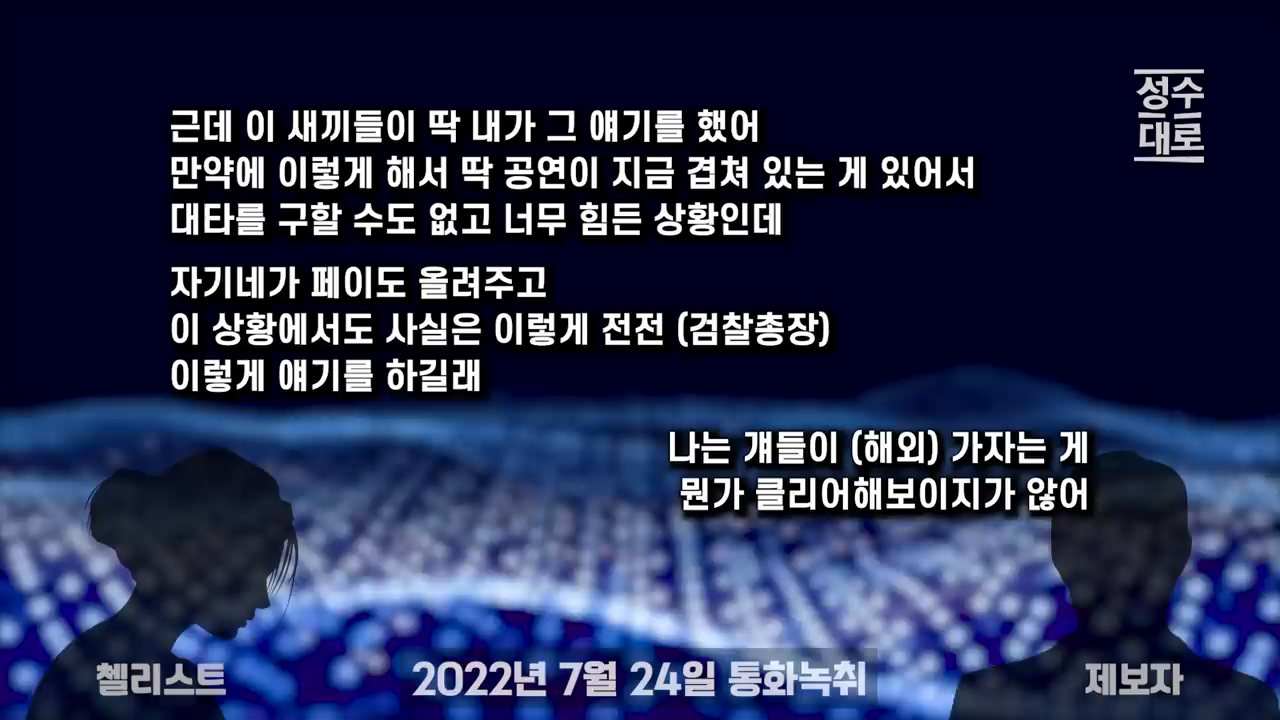 성수
대로
근데 이 새끼들이 딱 내가 그 얘기를 했어
만약에 이렇게 해서 딱 공연이 지금 겹쳐 있는 게 있어서
대타를 구할 수도 없고 너무 힘든 상황인데
자기네가 페이도 올려주고
이 상황에서도 사실은 이렇게 전전 (검찰총장)
이렇게 얘기를 하길래
나는 걔들이 (해외) 가자는 게
뭔가 클리어해보이지가 않어
첼리스트
2022년 7월 24일 통화녹취
제보자